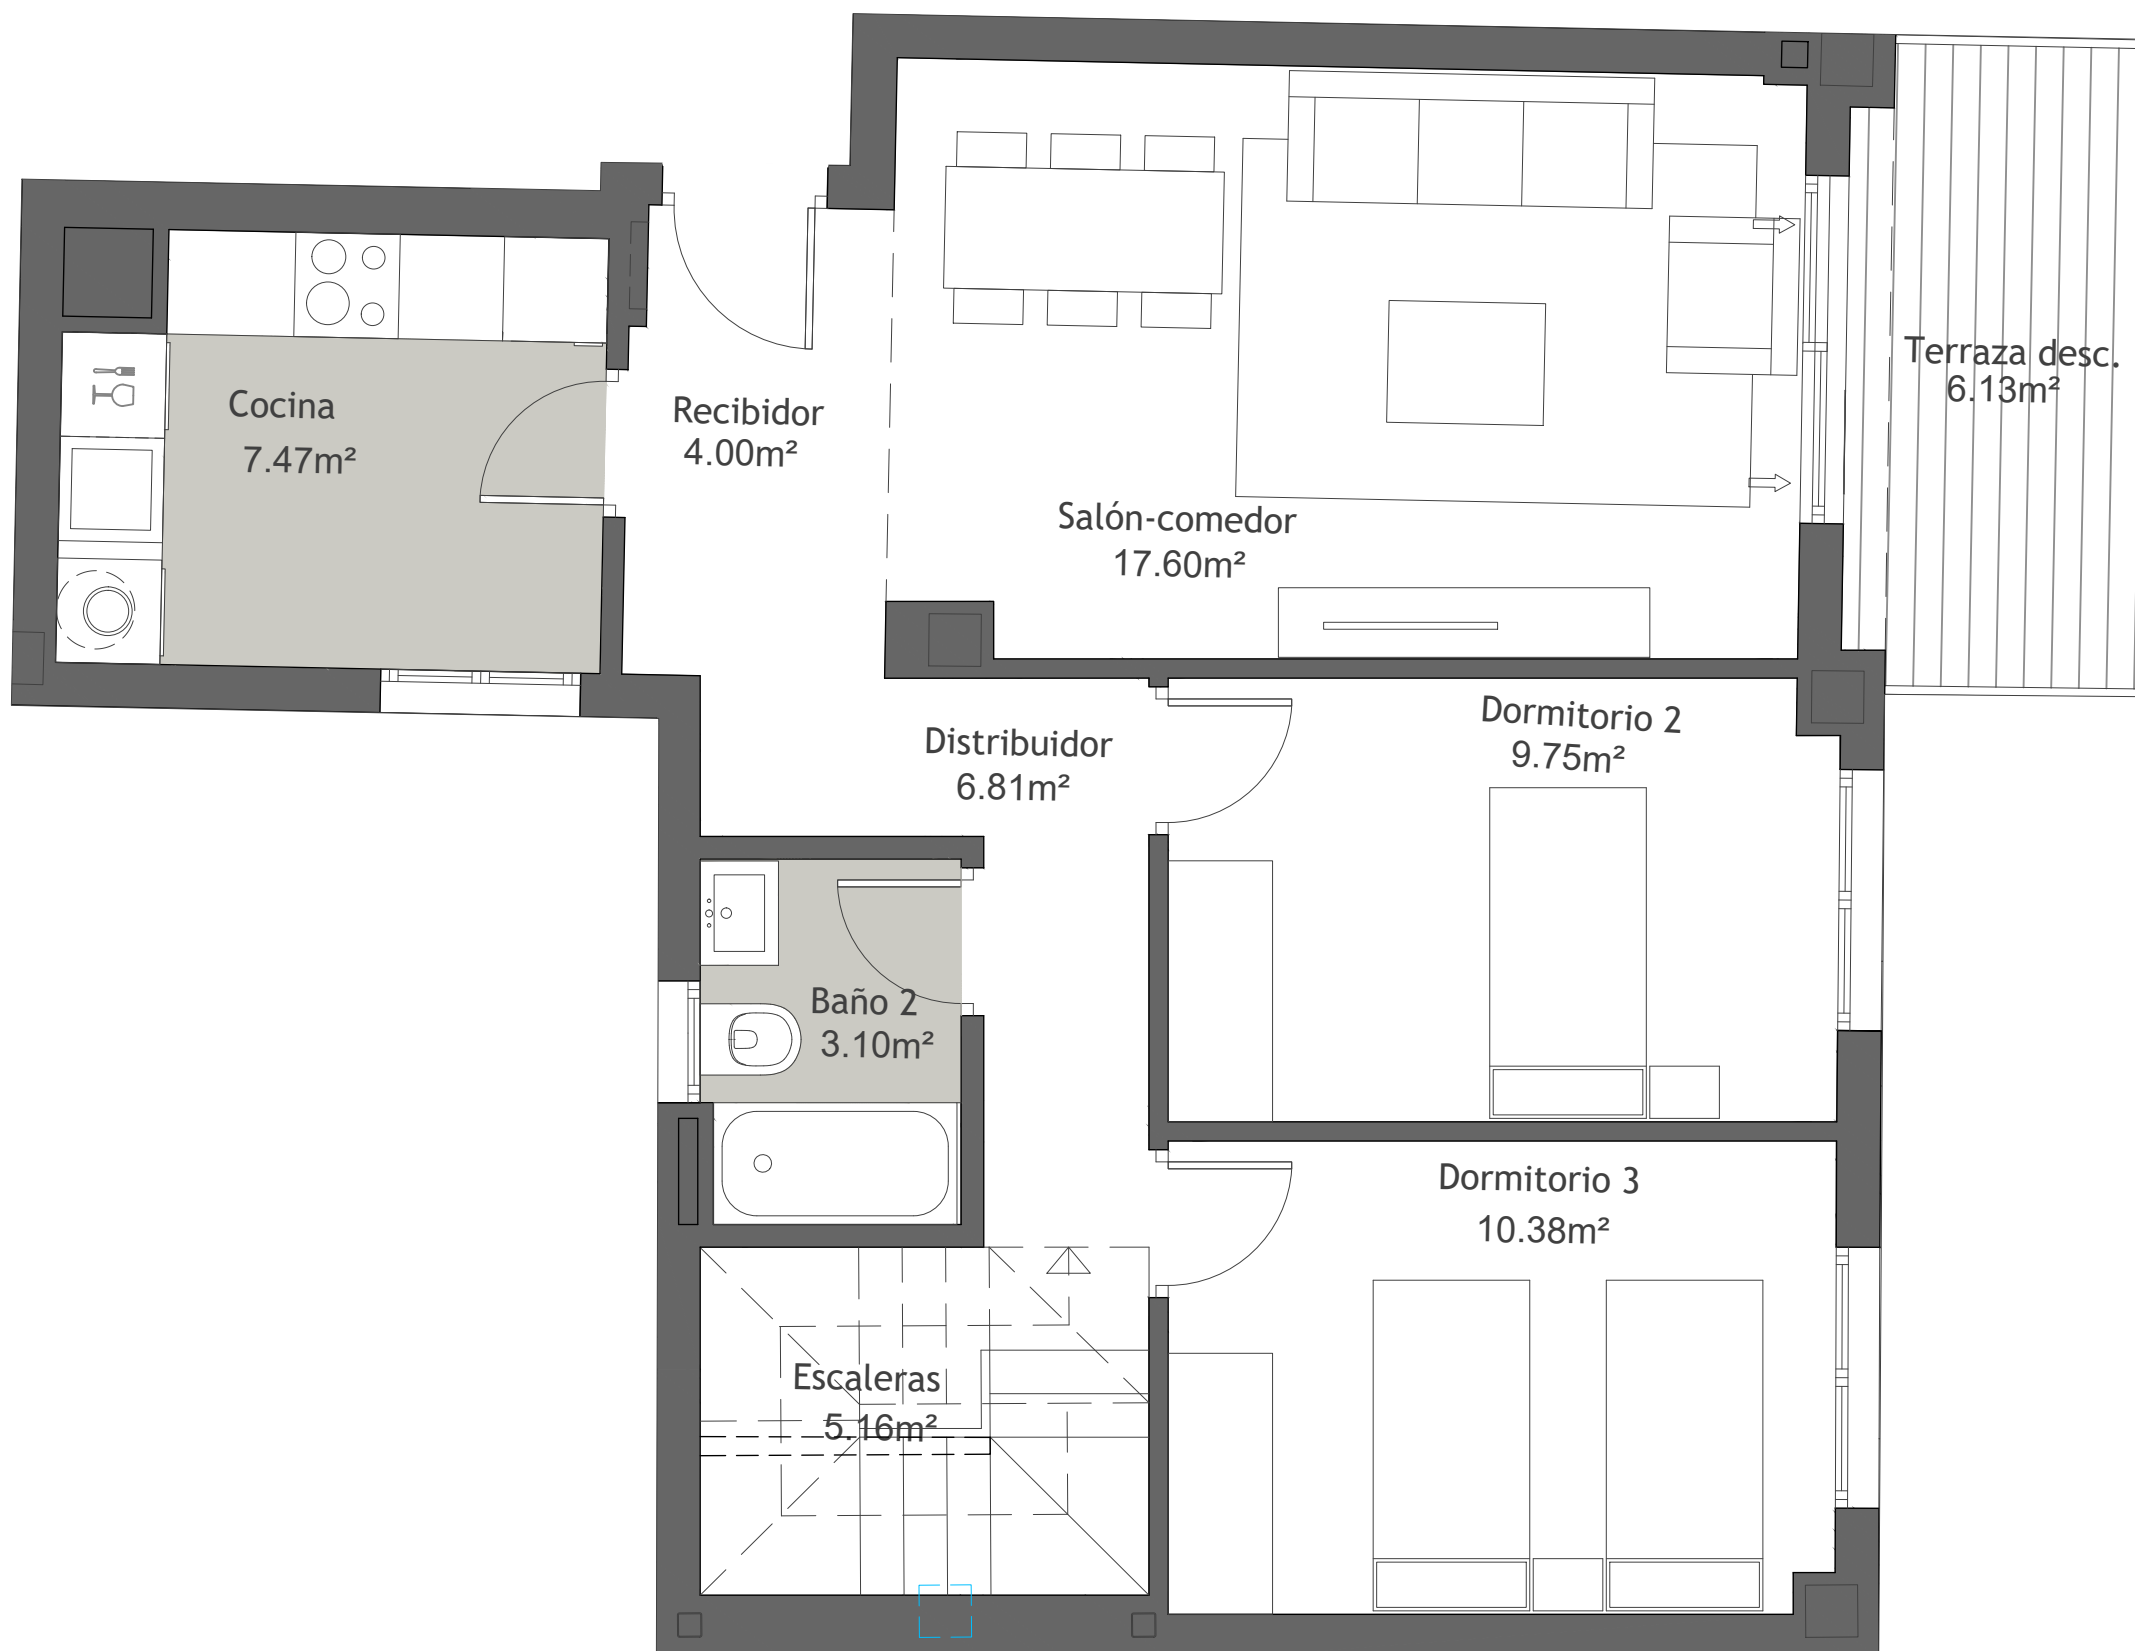 Cocina
7.47m²
Recibidor
4.00m²
Salón-comedor
17.60m²
Terraza desc.
6.13m²
Distribuidor
6.81m²
Dormitorio 2
9.75m²
Baño 2
3.10m²
Dormitorio 3
10.38m²
Escaleras
5.16m²